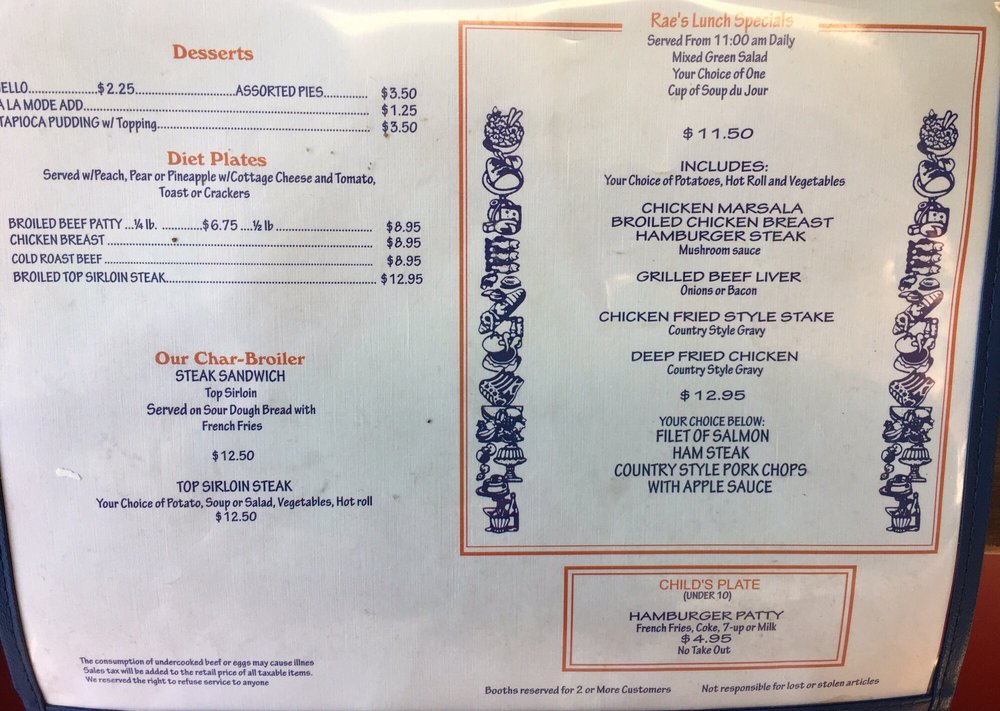 Desserts
ELLO....................$2.25....................................ASSORTED PIES............. $3.50
A LA MODE ADD.................................................................................... $1.25
TAPIOCA PUDDING w/ Topping.............................................................. $3.50
Diet Plates
Served w/Peach, Pear or Pineapple w/Cottage Cheese and Tomato,
Toast or Crackers
BROILED BEEF PATTY ...¼ lb. ............$6.75 ....½ lb ............................... $8.95
CHICKEN BREAST .............................................................................. $8.95
COLD ROAST BEEF .............................................................................. $8.95
BROILED TOP SIRLOIN STEAK............................................................. $12.95
Our Char-Broiler
STEAK SANDWICH
Top Sirloin
Served on Sour Dough Bread with
French Fries
$12.50
TOP SIRLOIN STEAK
Your Choice of Potato, Soup or Salad, Vegetables, Hot roll
$12.50
The consumption of undercooked beef or eggs may cause illnes
Sales tax will be added to the retail price of all taxable items.
We reserved the right to refuse service to anyone
Rae's Lunch Specials
Served From 11:00 am Daily
Mixed Green Salad
Your Choice of One
Cup of Soup du Jour
$11.50
INCLUDES:
Your Choice of Potatoes, Hot Roll and Vegetables
CHICKEN MARSALA
BROILED CHICKEN BREAST
HAMBURGER STEAK
Mushroom sauce
GRILLED BEEF LIVER
Onions or Bacon
CHICKEN FRIED STYLE STAKE
Country Style Gravy
DEEP FRIED CHICKEN
Country Style Gravy
$12.95
YOUR CHOICE BELOW:
FILET OF SALMON
HAM STEAK
COUNTRY STYLE PORK CHOPS
WITH APPLE SAUCE
CHILD'S PLATE
(UNDER 10)
HAMBURGER PATTY
French Fries, Coke, 7-up or Milk
$4.95
No Take Out
Booths reserved for 2 or More Customers Not responsible for lost or stolen articles